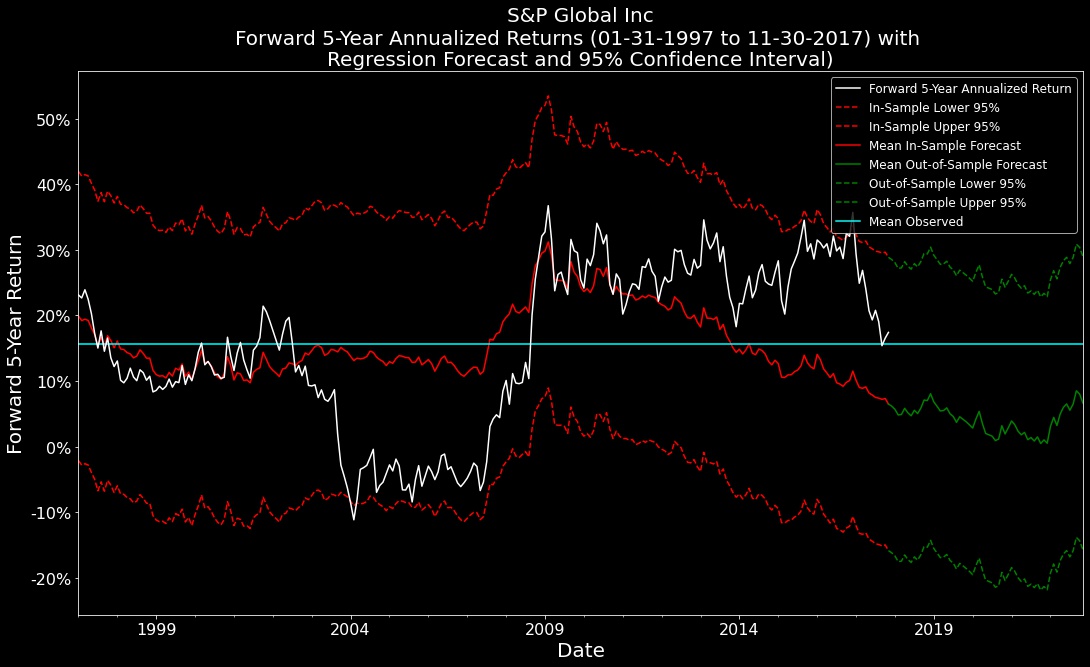 S&P Global Inc
Forward 5-Year Annualized Returns (01-31-1997 to 11-30-2017) with
Regression Forecast and 95% Confidence Interval)
Forward 5-Year Annualized Return
In-Sample Lower 95%
In-Sample Upper 95%
Mean In-Sample Forecast
Mean Out-of-Sample Forecast
Out-of-Sample Lower 95%
Out-of-Sample Upper 95%
Mean Observed
Forward 5-Year Return
50%
40%
30%
20%
10%
0%
-10%
-20%
1999
2004
2009
2014
2019
Date